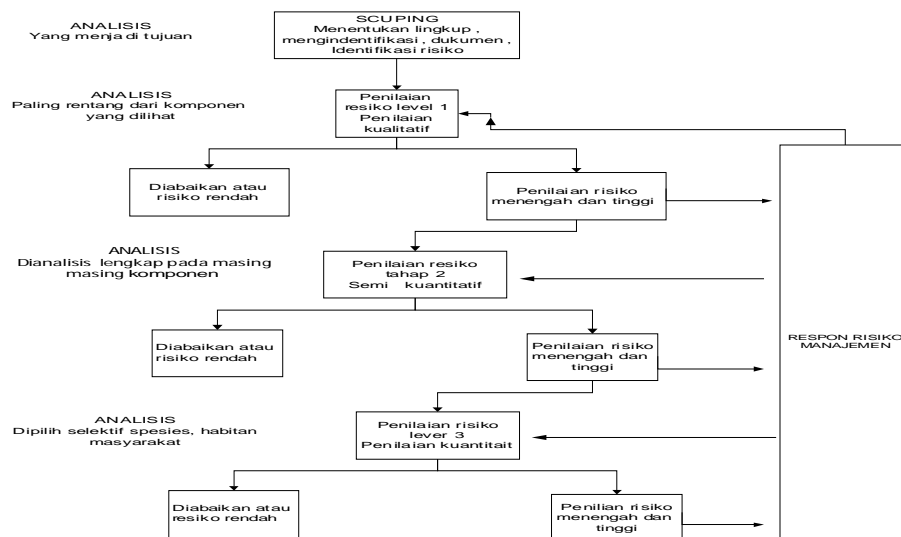 ANALISIS
Yang menjadi tujuan
SCUPING
Menentukan lingkup ,
mengindentifikasi , dukumen ,
Identifikasi risiko
ANALISIS
Paling rentang dari komponen
yang dilihat
Penilaian
resiko level 1
Penilaian
kualitatif
Diabaikan atau
risiko rendah
Penilaian risiko
menengah dan tinggi
ANALISIS
Dianalisis lengkap pada masing
masing komponen
Penilaian resiko
tahap 2
Semi kuantitatif
RESPON RISIKO
MANAJEMEN
Diabaikan atau
risiko rendah
Penilaian risiko
menengah dan
tinggi
ANALISIS
Dipilih selektif spesies, habitan
masyarakat
Penilaian risiko
lever 3
Penilaian kuantitait
Diabaikan atau
resiko rendah
Penilian risiko
menengah dan
tinggi